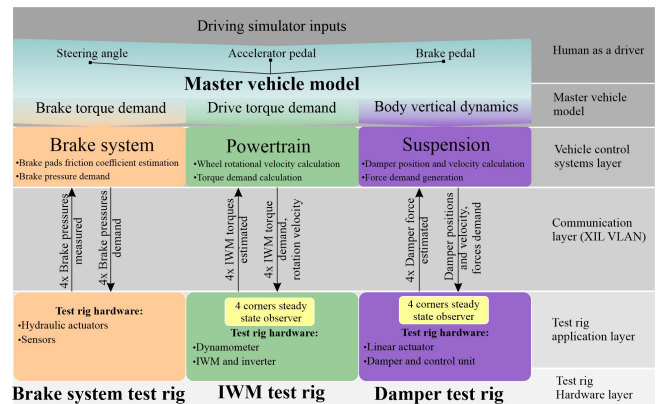 Driving simulator inputs
Steering angle
Accelerator pedal
Brake pedal
Human as a driver
Master vehicle model
Brake torque demand
Drive torque demand
Body vertical dynamics
Master vehicle
model
Brake system
•Brake pads friction coefficient estimation
•Brake pressure demand
Powertrain
•Wheel rotational velocity calculation
•Torque demand calculation
Suspension
•Damper position and velocity calculation
•Force demand generation
Vehicle control
systems layer
4x Brake pressures
measured
4x Brake pressures
demand
4x IWM torques
estimated
4x IWM torque
demand,
rotation velocity
4x Damper force
estimated
Damper positions
and velocity,
forces demand
Communication
layer (XIL VLAN)
Test rig hardware:
•Hydraulic actuators
•Sensors
4 corners steady
state observer
Test rig hardware:
•Dynamometer
•IWM and inverter
4 corners steady
state observer
Test rig hardware:
•Linear actuator
•Damper and control unit
Test rig
application layer
Brake system test rig
IWM test rig
Damper test rig
Test rig
Hardware layer